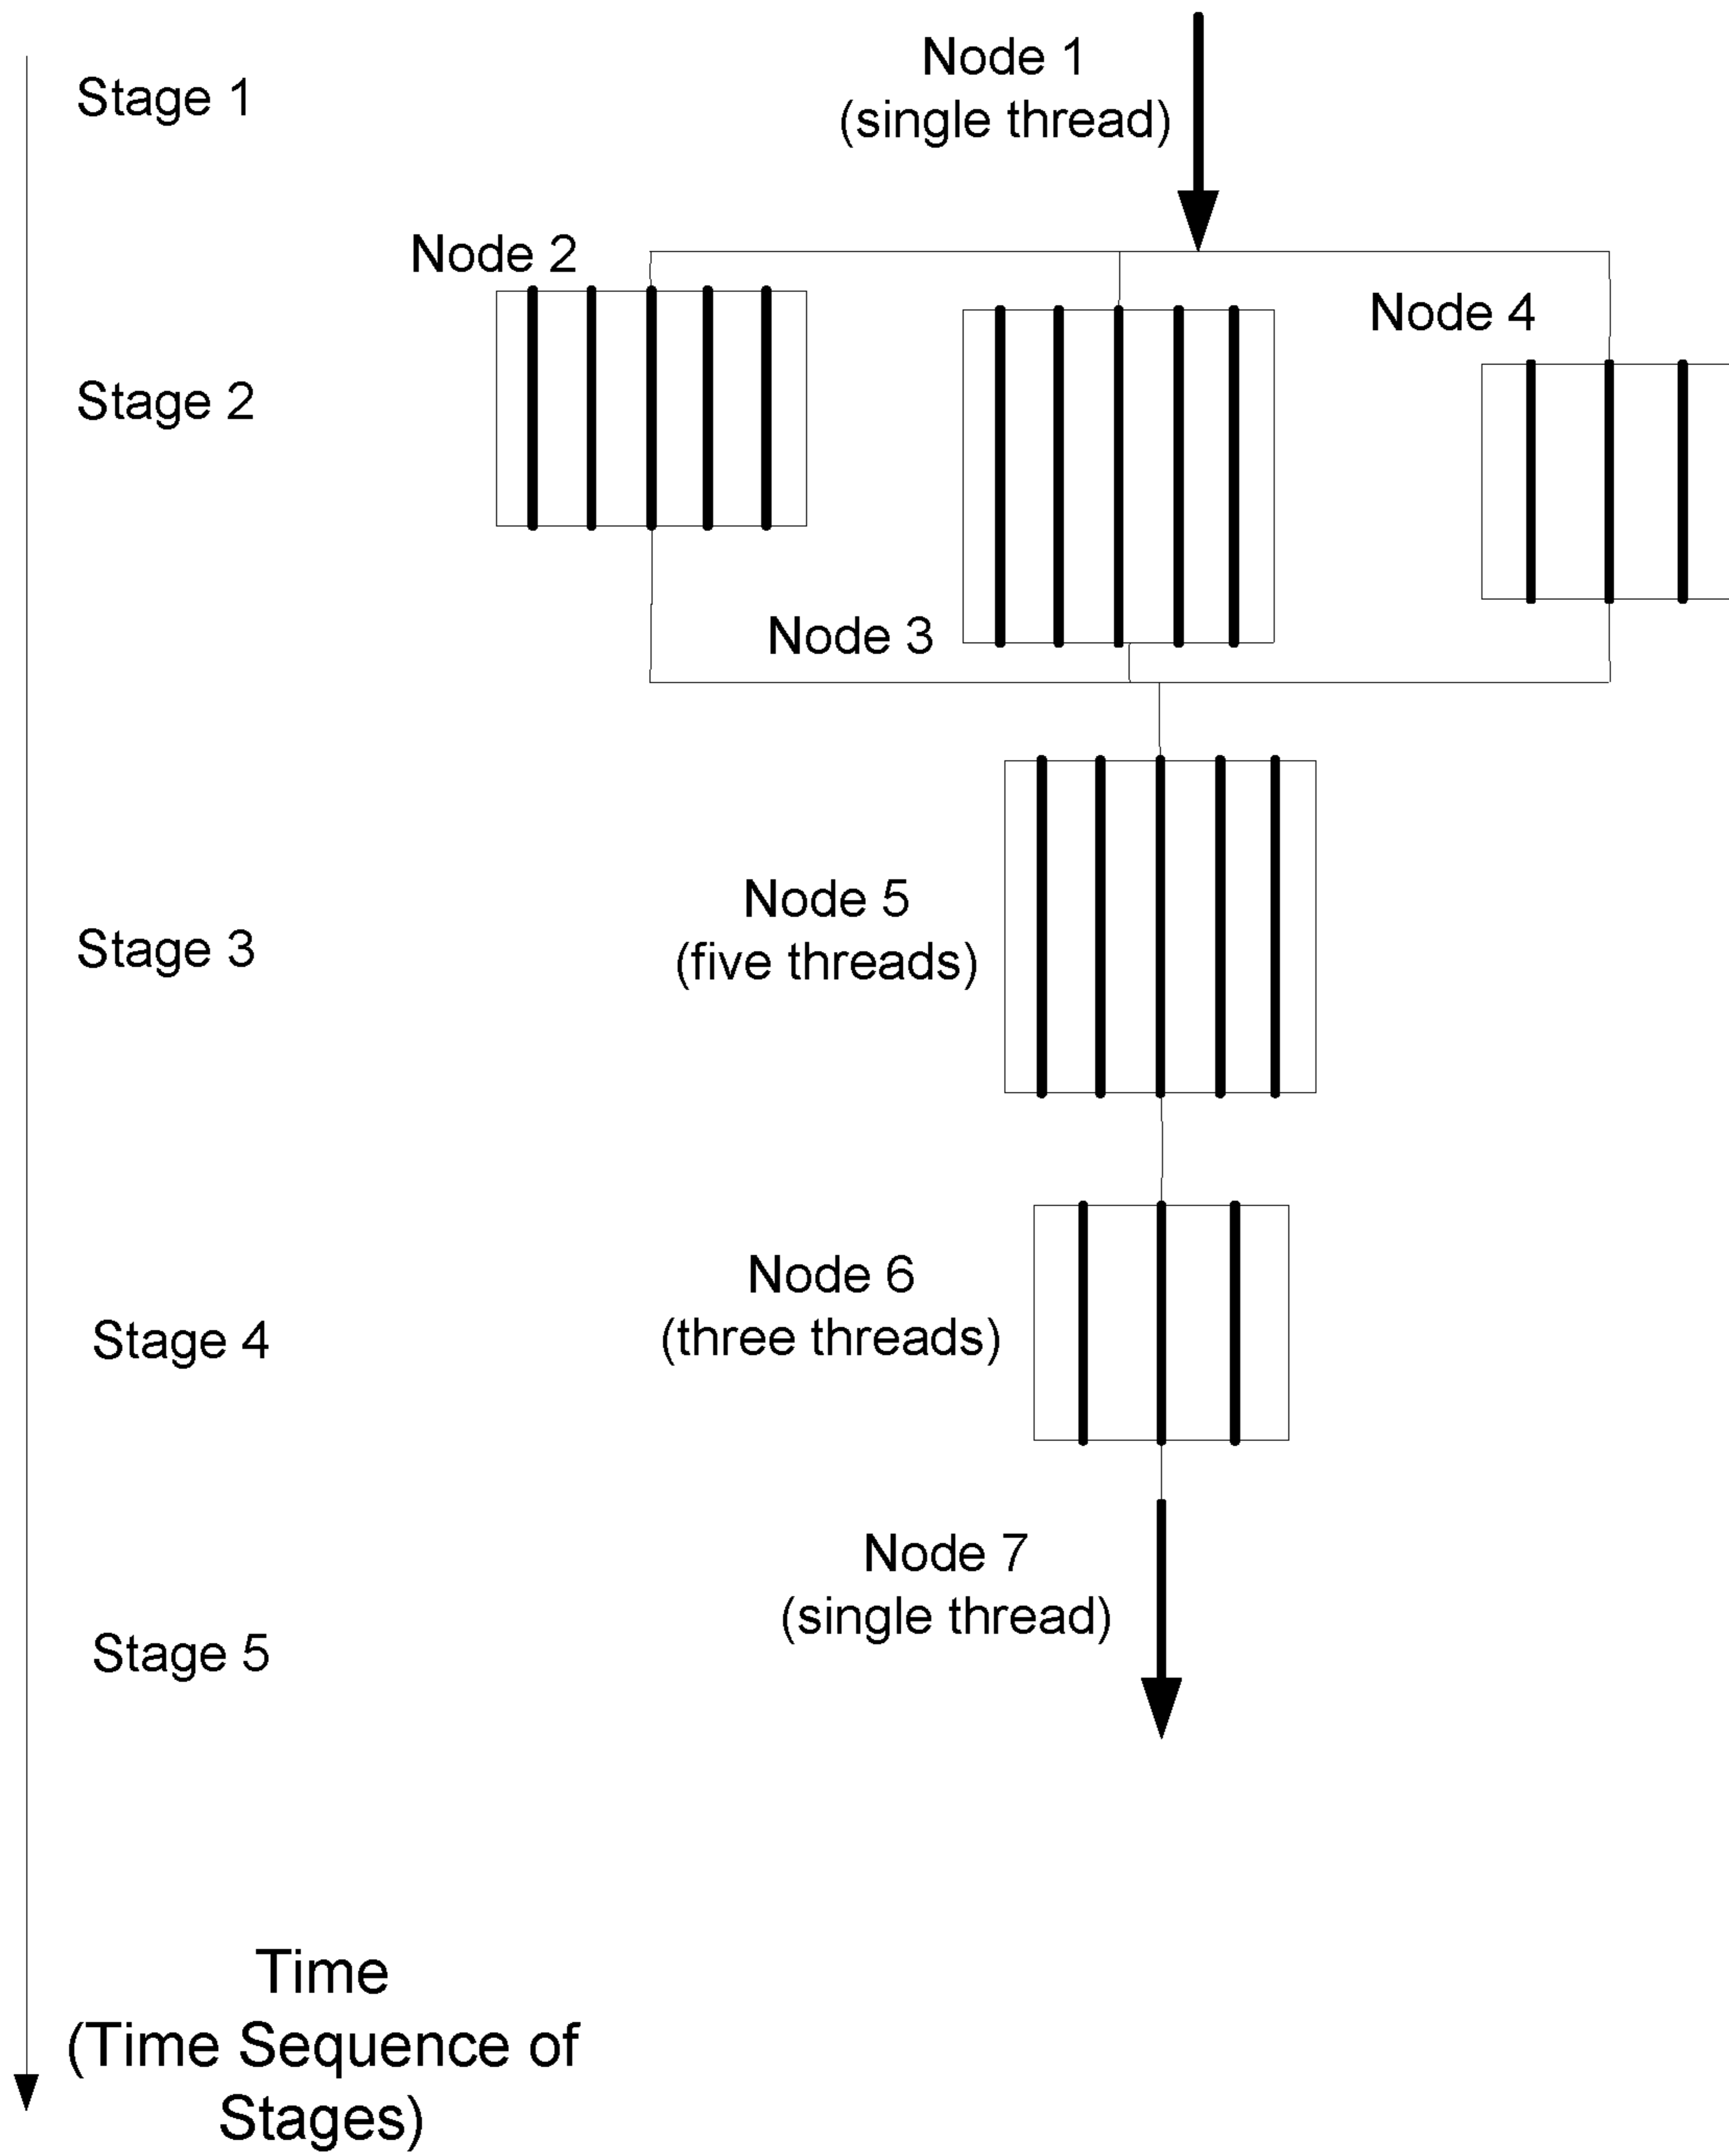 Node 1
(single thread)
Stage 1
Node 2
Node 4
Stage 2
Node 3
Node 5
(five threads)
Stage 3
Node 6
(three threads)
Stage 4
Node 7
(single thread)
Stage 5
Time
(Time Sequence of
Stages)